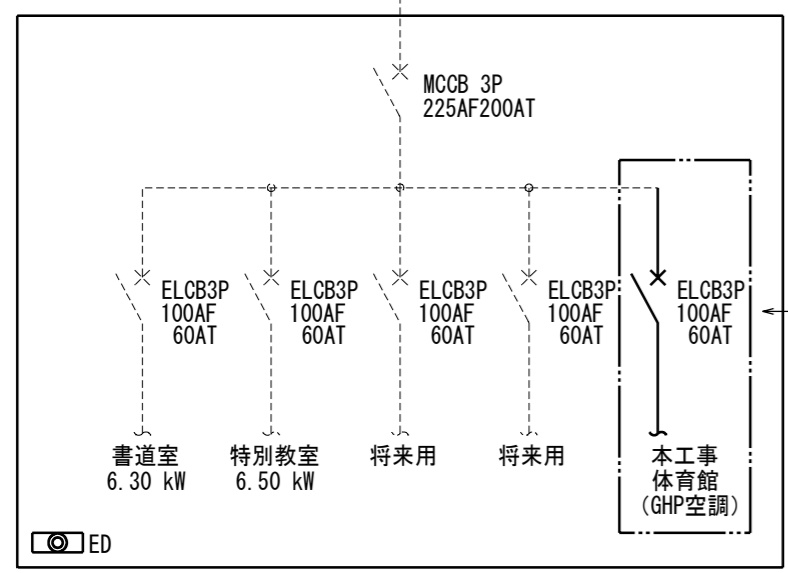 MCCB 3P
225AF200AT
ELCB3P
100AF
60AT
ELCB3P
100AF
60AT
ELCB3P
100AF
60AT
ELCB3P
100AF
60AT
ELCB3P
100AF
60AT
書道室
6.30 kW
特別教室
6.50 kW
将来用
将来用
本工事
体育館
(GHP空調)
ED